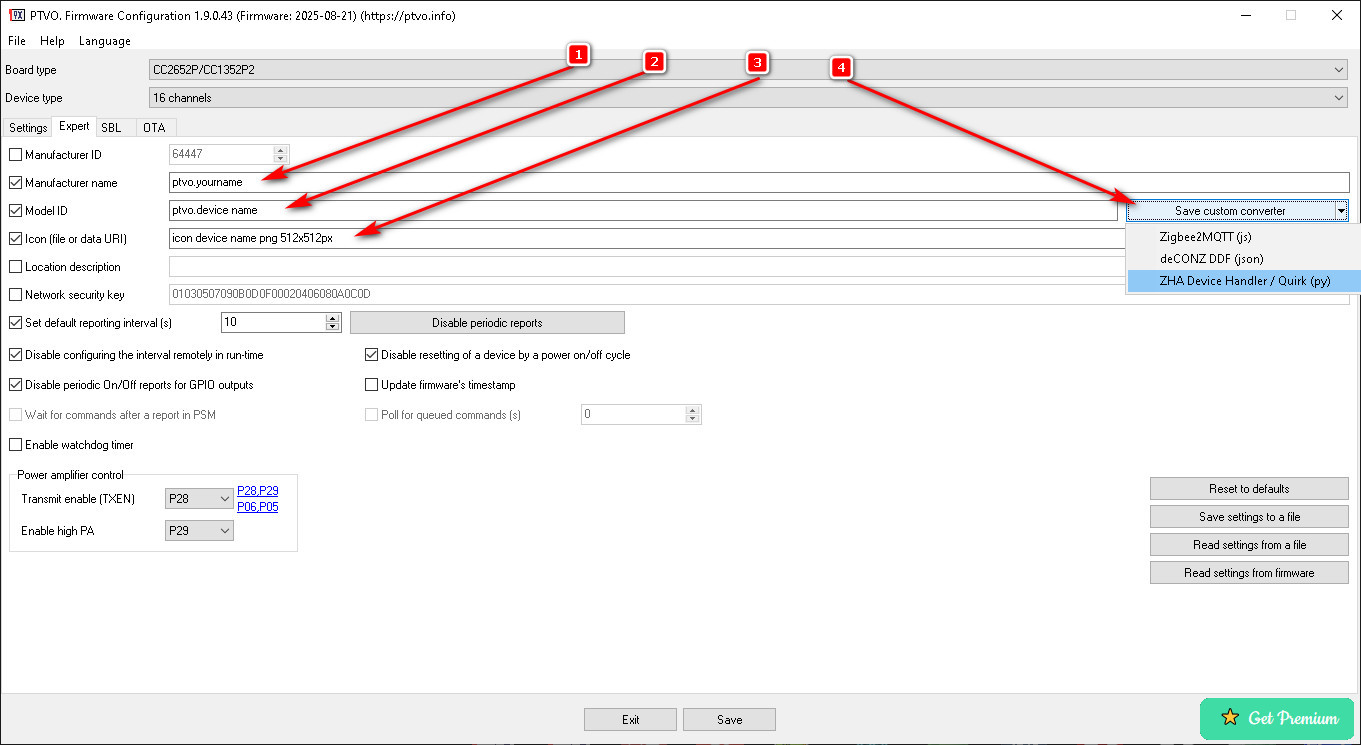 PTVO. Firmware Configuration 1.9.0.43 (Firmware: 2025-08-21) (https://ptvo.info)
File Help Language
1 2 3 4
Board type CC2652P/CC1352P2
Device type 16 channels
Settings Expert SBL OTA
Manufacturer ID 64447
Manufacturer name ptvo.yourname
Model ID ptvo.device name Save custom converter
Icon (file or data URI) icon device name png 512x512px
Zigbee2MQTT (js)
deCONZ DDF (json)
ZHA Device Handler / Quirk (py)
Location description
Network security key 01030507090B0D0F00020406080A0C0D
Set default reporting interval (s) 10 Disable periodic reports
Disable configuring the interval remotely in run-time Disable resetting of a device by a power on/off cycle
Disable periodic On/Off reports for GPIO outputs Update firmware's timestamp
Wait for commands after a report in PSM Poll for queued commands (s) 0
Enable watchdog timer
Power amplifier control
Transmit enable (TXEN) P28 P28,P29
P06,P05
Enable high PA P29
Reset to defaults
Save settings to a file
Read settings from a file
Read settings from firmware
Exit Save
Get Premium